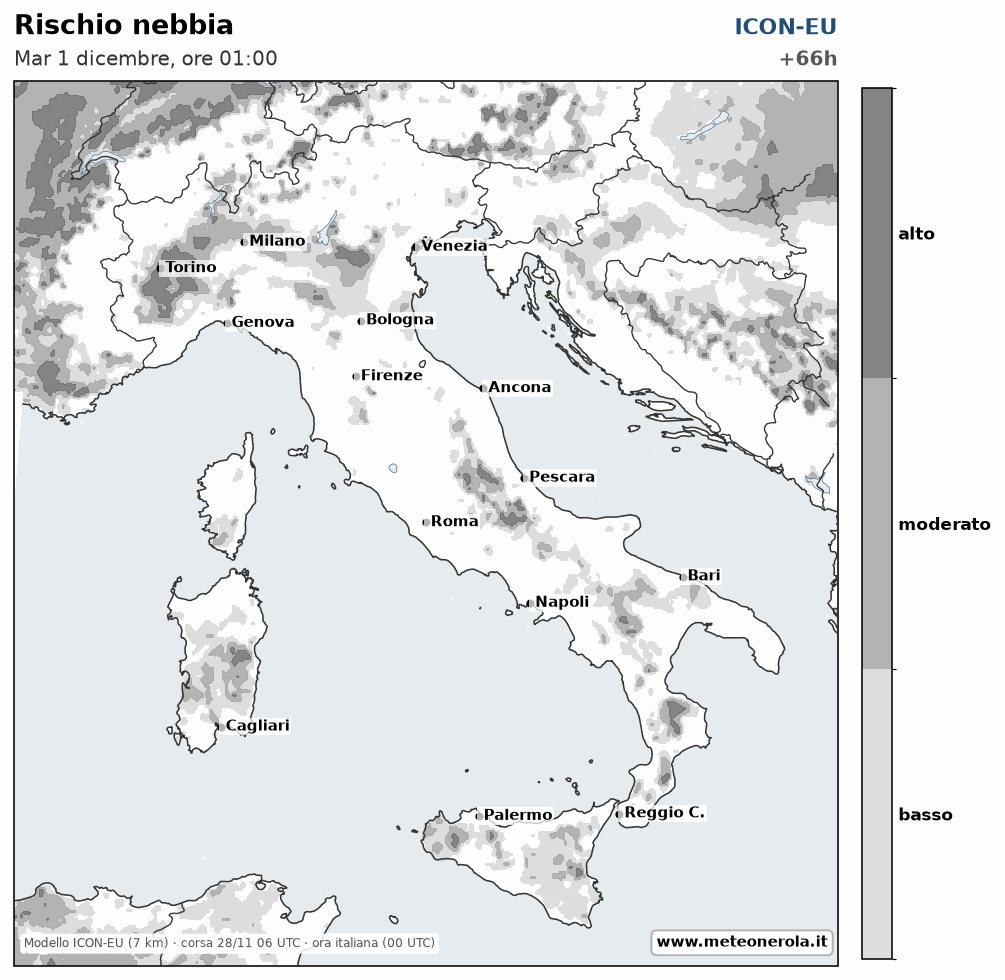 Rischio nebbia
ICON-EU
Mar 1 dicembre, ore 01:00
+66h
alto
moderato
basso
Milano
Venezia
Torino
Genova
Bologna
Firenze
Ancona
Pescara
Roma
Bari
Napoli
Cagliari
Palermo
Reggio C.
Modello ICON-EU (7 km) · corsa 28/11 06 UTC · ora italiana (00 UTC)
www.meteonerola.it